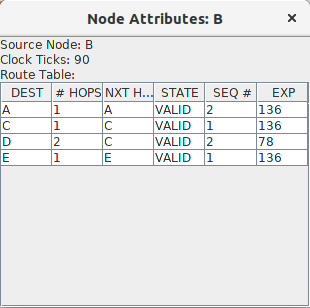 Node Attributes: B ×
Source Node: B
Clock Ticks: 90
Route Table:
DEST # HOPS NXT H... STATE SEQ # EXP
A 1 A VALID 2 136
C 1 C VALID 1 136
D 2 C VALID 2 78
E 1 E VALID 1 136